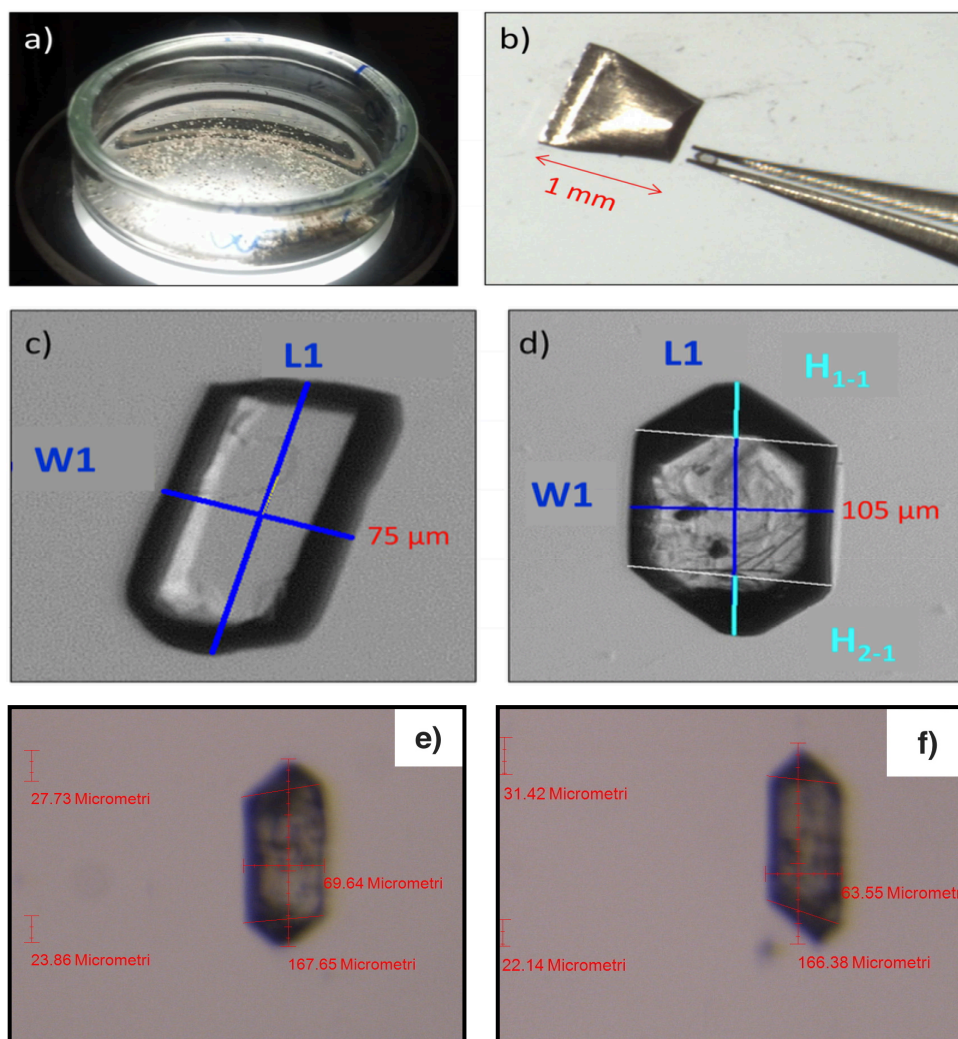 a)
b)
1 mm
c)
L1
W1
75 μm
d)
L1
H1-1
W1
105 μm
H2-1
e)
27.73 Micrometri
69.64 Micrometri
23.86 Micrometri
167.65 Micrometri
f)
31.42 Micrometri
63.55 Micrometri
22.14 Micrometri
166.38 Micrometri